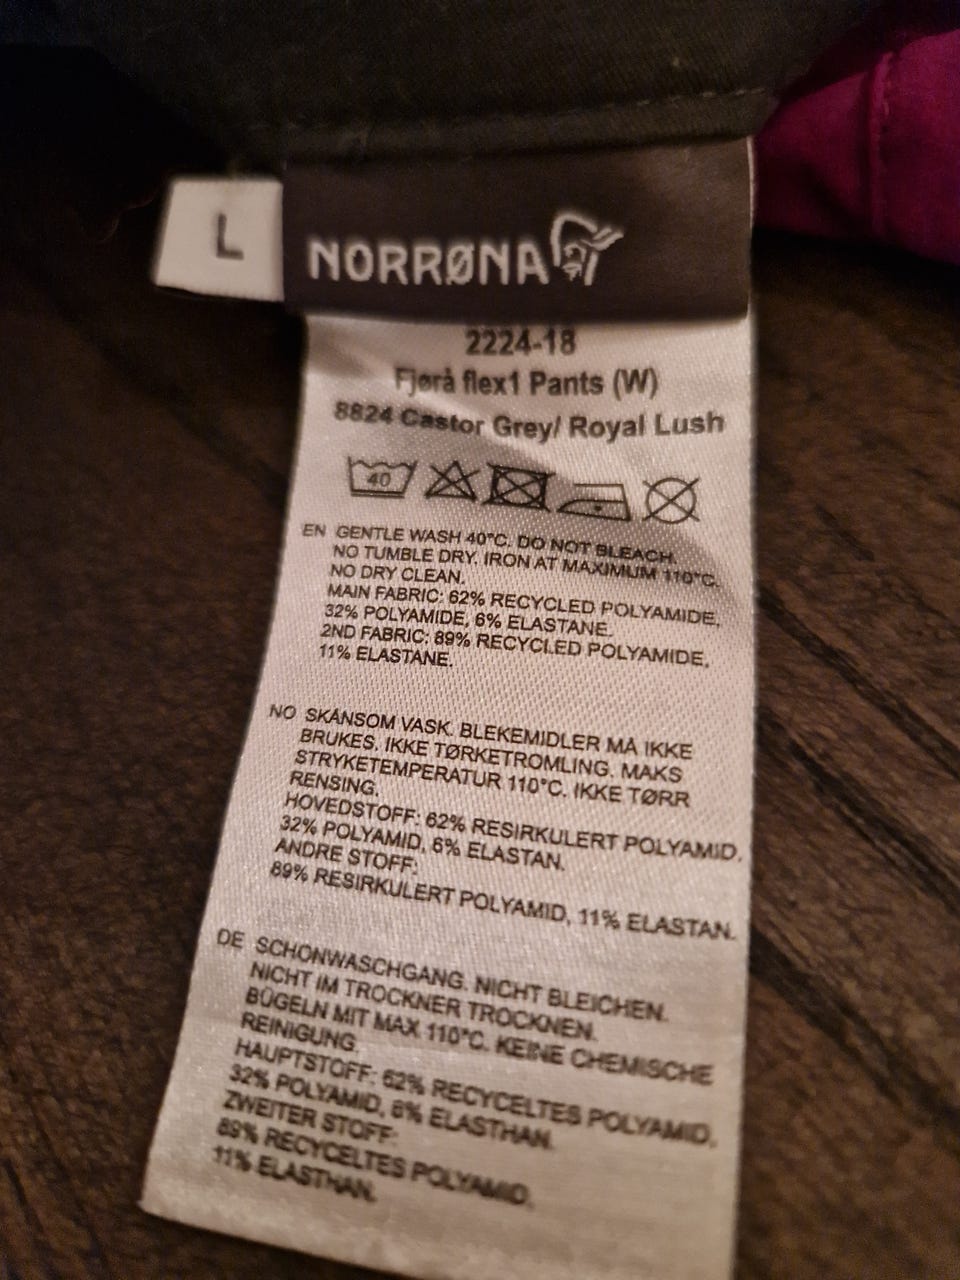 L
NORRØNA
2224-18
Fjørå flex1 Pants (W)
8824 Castor Grey/ Royal Lush
40
EN GENTLE WASH 40°C. DO NOT BLEACH.
NO TUMBLE DRY. IRON AT MAXIMUM 110°C.
NO DRY CLEAN.
MAIN FABRIC: 62% RECYCLED POLYAMIDE,
32% POLYAMIDE, 6% ELASTANE.
2ND FABRIC: 89% RECYCLED POLYAMIDE,
11% ELASTANE.
NO SKÅNSOM VASK. BLEKEMIDLER MÅ IKKE
BRUKES. IKKE TØRKETROMLING. MAKS
STRYKETEMPERATUR 110°C. IKKE TØRR
RENSING.
HOVEDSTOFF: 62% RESIRKULERT POLYAMID,
32% POLYAMID, 6% ELASTAN.
ANDRE STOFF:
89% RESIRKULERT POLYAMID, 11% ELASTAN.
DE SCHONWASCHGANG. NICHT BLEICHEN.
NICHT IM TROCKNER TROCKNEN.
BÜGELN MIT MAX 110°C. KEINE CHEMISCHE
REINIGUNG.
HAUPTSTOFF: 62% RECYCELTES POLYAMID,
32% POLYAMID, 6% ELASTHAN.
ZWEITER STOFF:
89% RECYCELTES POLYAMID,
11% ELASTHAN.